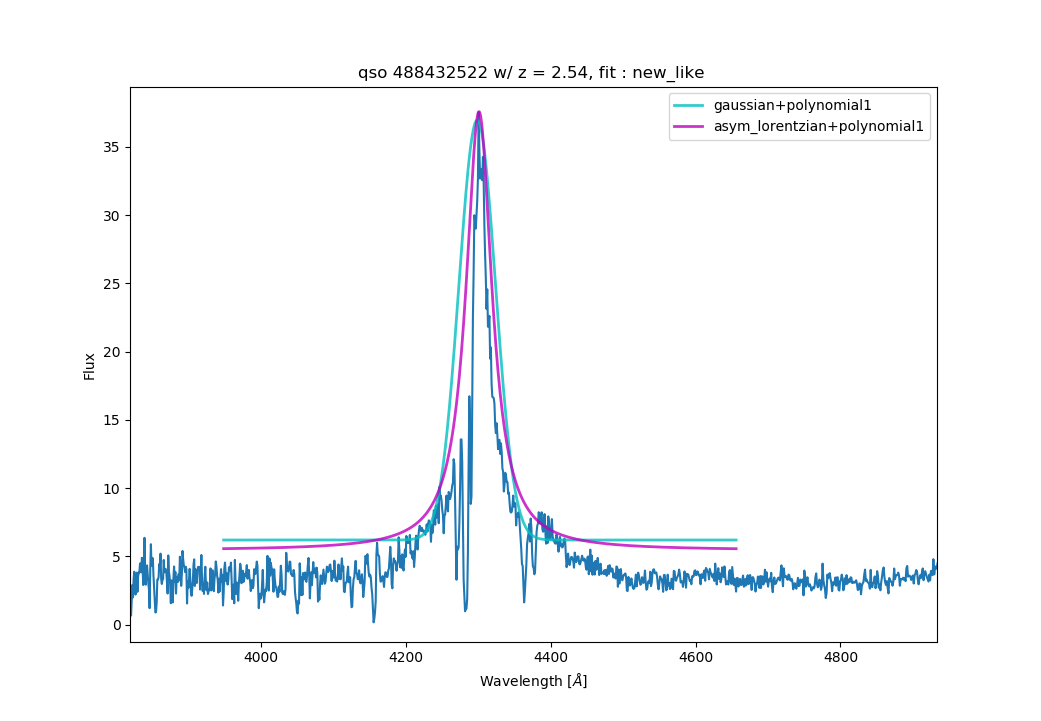 qso 488432522 w/ z = 2.54, fit : new_like
gaussian+polynomial1
asym_lorentzian+polynomial1
Flux
35
30
25
20
15
10
5
0
4000 4200 4400 4600 4800
Wavelength [Å]